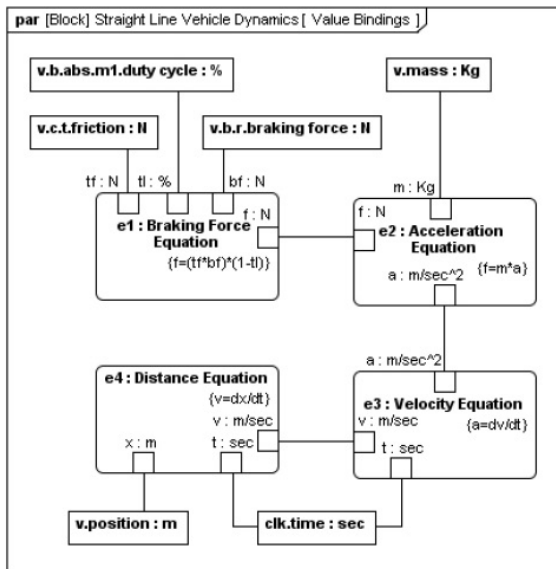 par [Block] Straight Line Vehicle Dynamics [ Value Bindings ]
v.b.abs.m1.duty cycle : %
v.mass : Kg
v.c.t.friction : N
v.b.r.braking force : N
tf : N
tl : %
bf : N
m : Kg
f : N
e1 : Braking Force
Equation
{f=(tf*bf)*(1-tl)}
f : N
e2 : Acceleration
Equation
{f=m*a}
a : m/sec^2
a : m/sec^2
e4 : Distance Equation
{v=dx/dt}
v : m/sec
x : m
t : sec
e3 : Velocity Equation
v : m/sec
{a=dv/dt}
t : sec
v.position : m
clk.time : sec